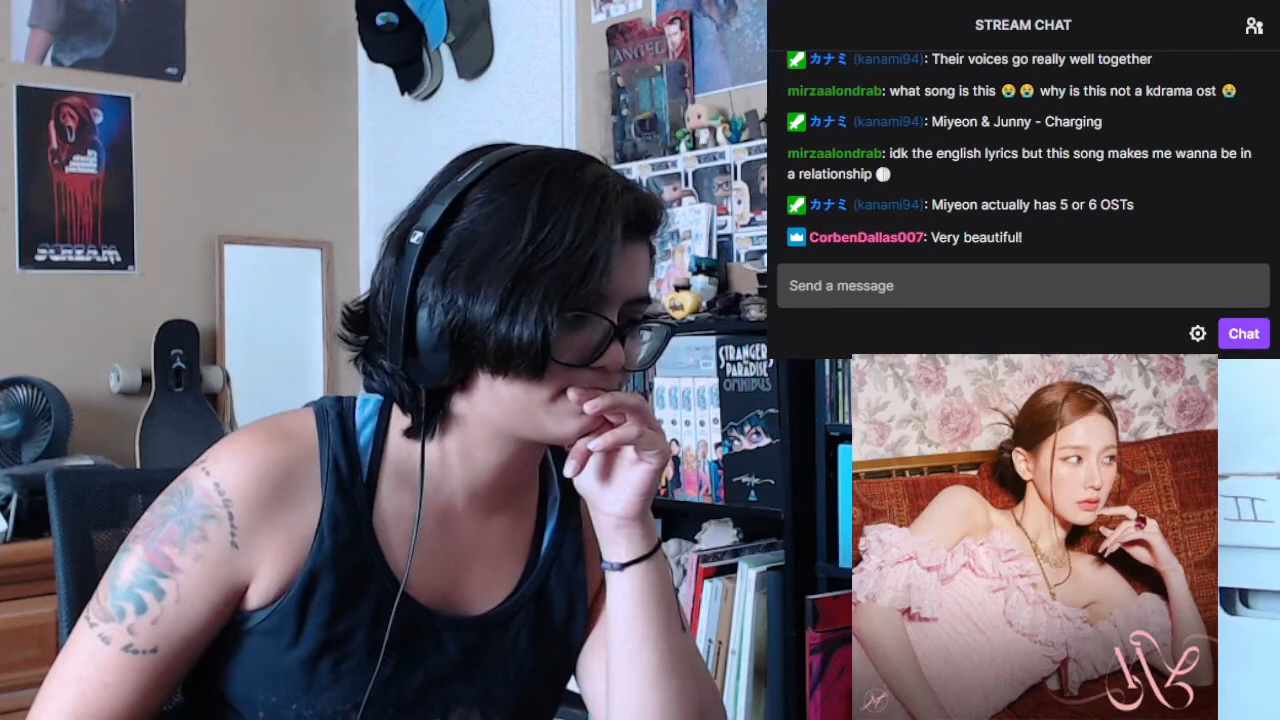 STREAM CHAT
カナミ (kanami94): Their voices go really well together
mirzaalondrab: what song is this 😭😭 why is this not a kdrama ost 😭
カナミ (kanami94): Miyeon & Junny - Charging
mirzaalondrab: idk the english lyrics but this song makes me wanna be in
a relationship
カナミ (kanami94): Miyeon actually has 5 or 6 OSTs
CorbenDallas007: Very beautiful!
Send a message
Chat
ANGEL
SCREAM
STRANGERS
PARADISE
OMNIBUS
MY